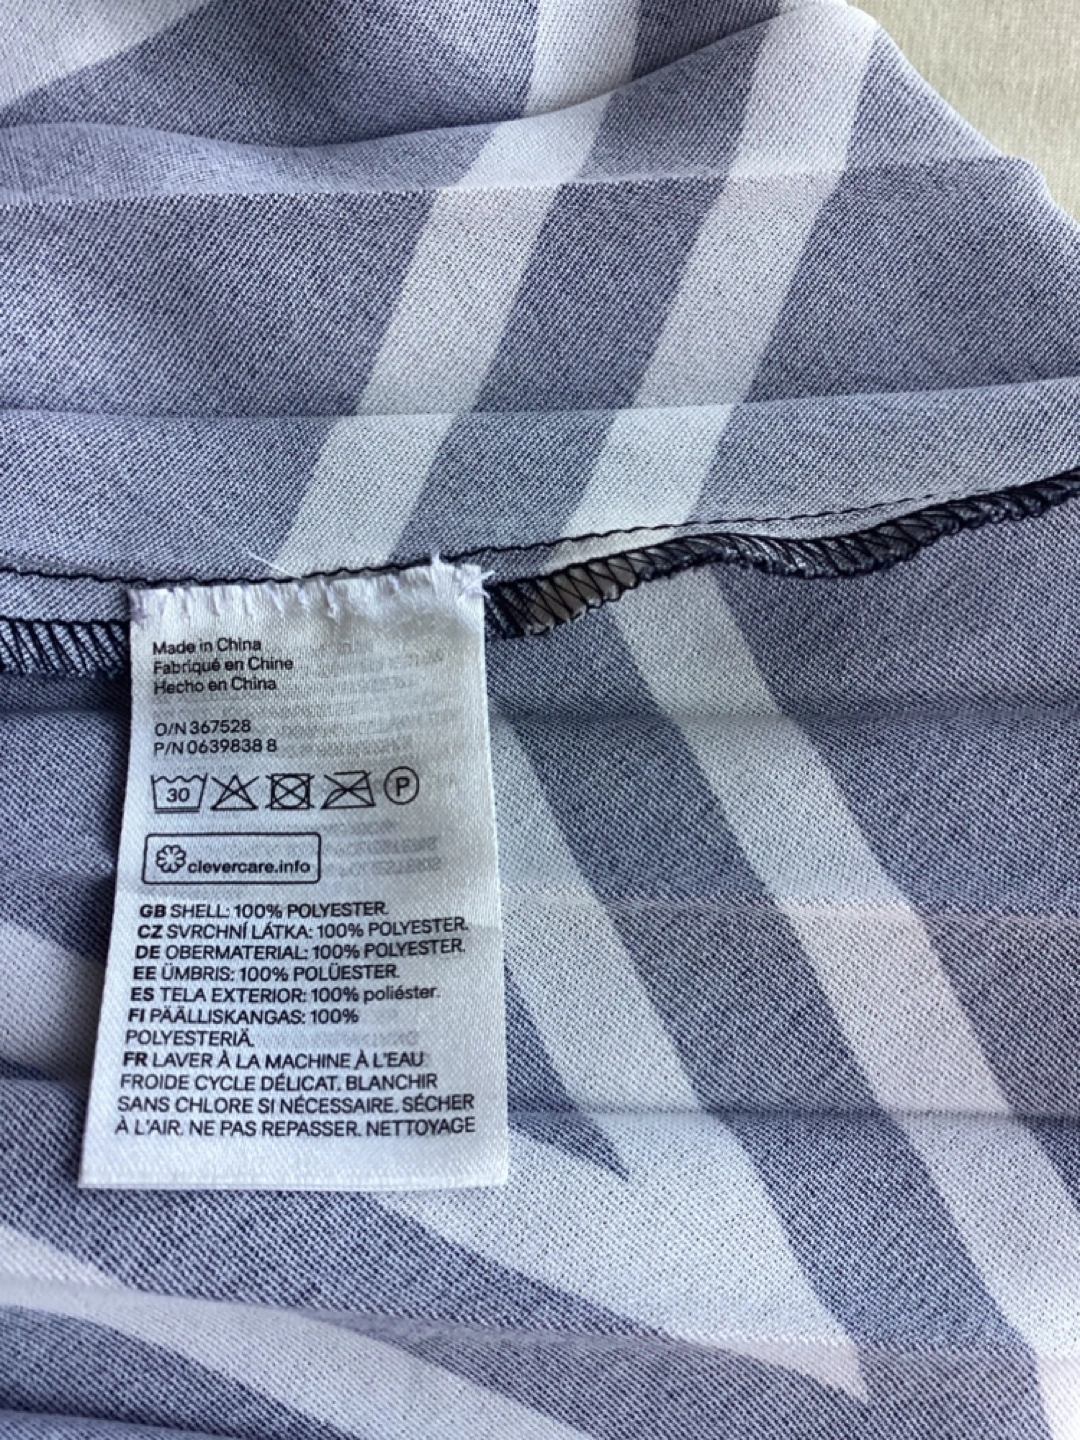 Made in China
Fabriqué en Chine
Hecho en China
O/N 367528
P/N 0639838 8
30 P
clevercare.info
GB SHELL: 100% POLYESTER.
CZ SVRCHNÍ LÁTKA: 100% POLYESTER.
DE OBERMATERIAL: 100% POLYESTER.
EE ÜMBRIS: 100% POLÜESTER.
ES TELA EXTERIOR: 100% poliéster.
FI PÄÄLLISKANGAS: 100%
POLYESTERIÄ.
FR LAVER À LA MACHINE À L'EAU
FROIDE CYCLE DÉLICAT. BLANCHIR
SANS CHLORE SI NÉCESSAIRE. SÉCHER
À L'AIR. NE PAS REPASSER. NETTOYAGE